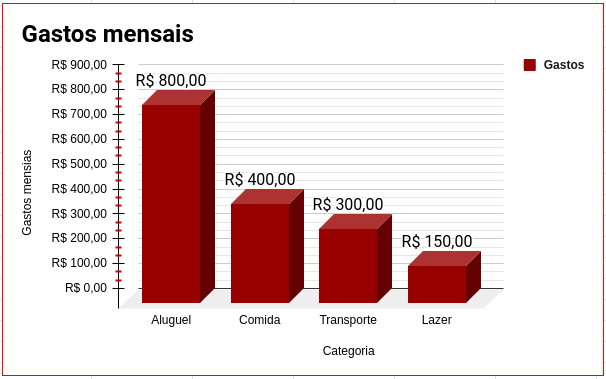 Gastos mensais
Gastos
Gastos mensias
R$ 900,00
R$ 800,00
R$ 700,00
R$ 600,00
R$ 500,00
R$ 400,00
R$ 300,00
R$ 200,00
R$ 100,00
R$ 0,00
R$ 800,00
R$ 400,00
R$ 300,00
R$ 150,00
Aluguel
Comida
Transporte
Lazer
Categoria